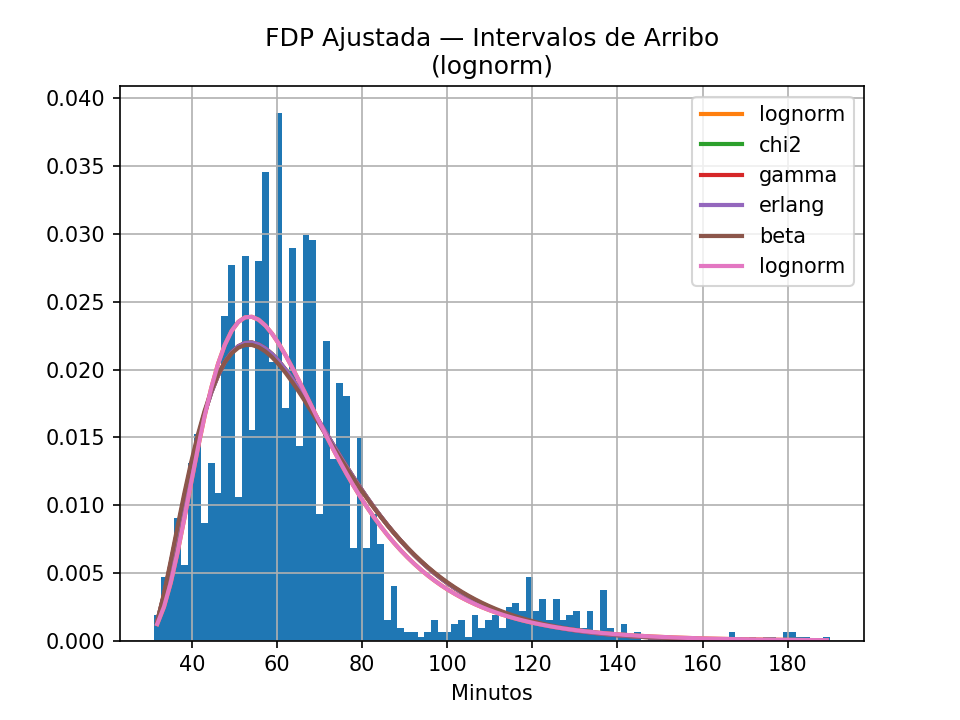 FDP Ajustada — Intervalos de Arribo
(lognorm)
0.040
0.035
0.030
0.025
0.020
0.015
0.010
0.005
0.000
lognorm
chi2
gamma
erlang
beta
lognorm
40 60 80 100 120 140 160 180
Minutos